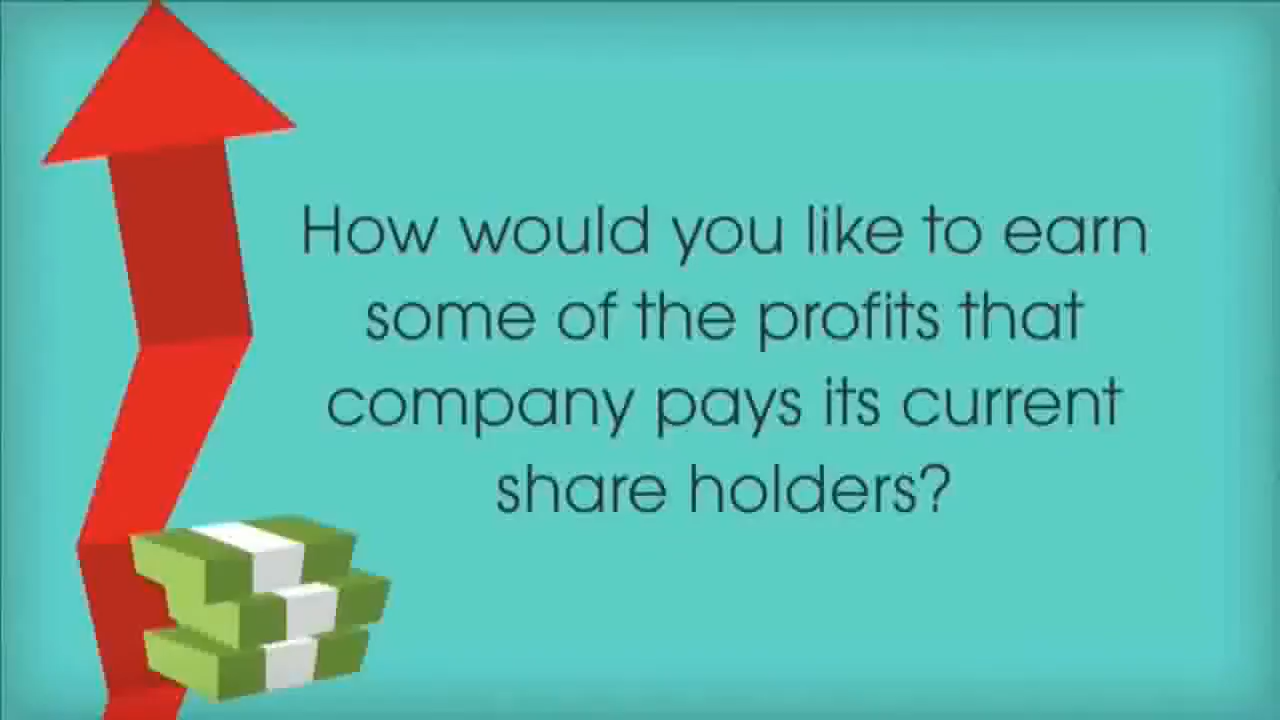 How would you like to earn
some of the profits that
company pays its current
share holders?